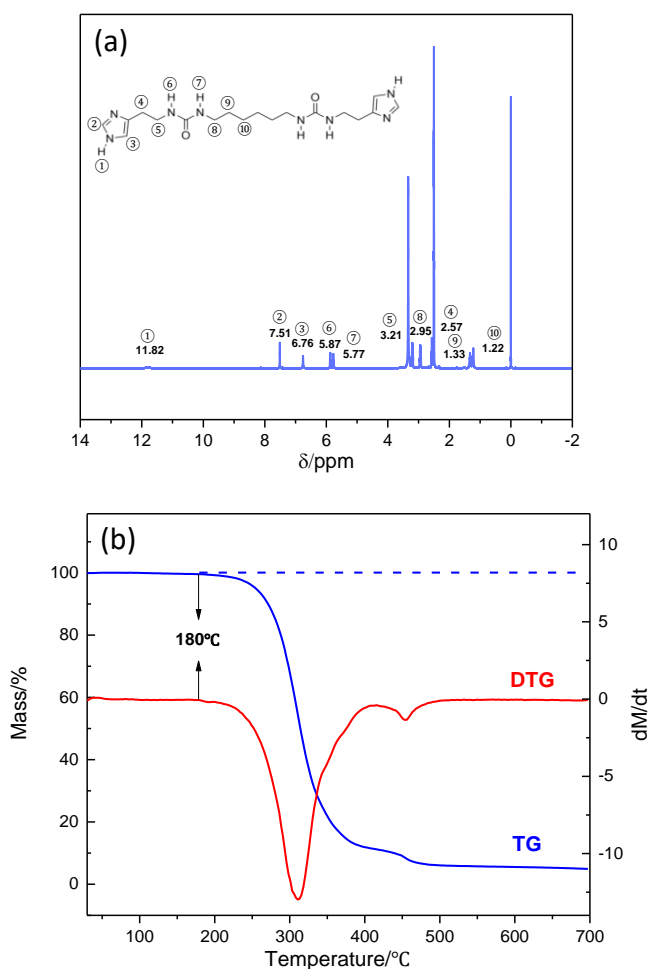 (a)
H
⑥ ⑦
④ H H ⑨ O N
② N N N N N
③ ⑤ O ⑧ ⑩ H H N
N
H
①
② ⑤ ⑧ ④
① 7.51 ③ ⑥ ⑦ 3.21 2.95 2.57 ⑩
11.82 6.76 5.87 5.77 ⑨ 1.22
1.33
14 12 10 8 6 4 2 0 -2
δ/ppm
(b)
100
80
60
40
20
0
Mass/%
180℃
DTG
TG
10
5
0
-5
-10
dM/dt
100 200 300 400 500 600 700
Temperature/℃